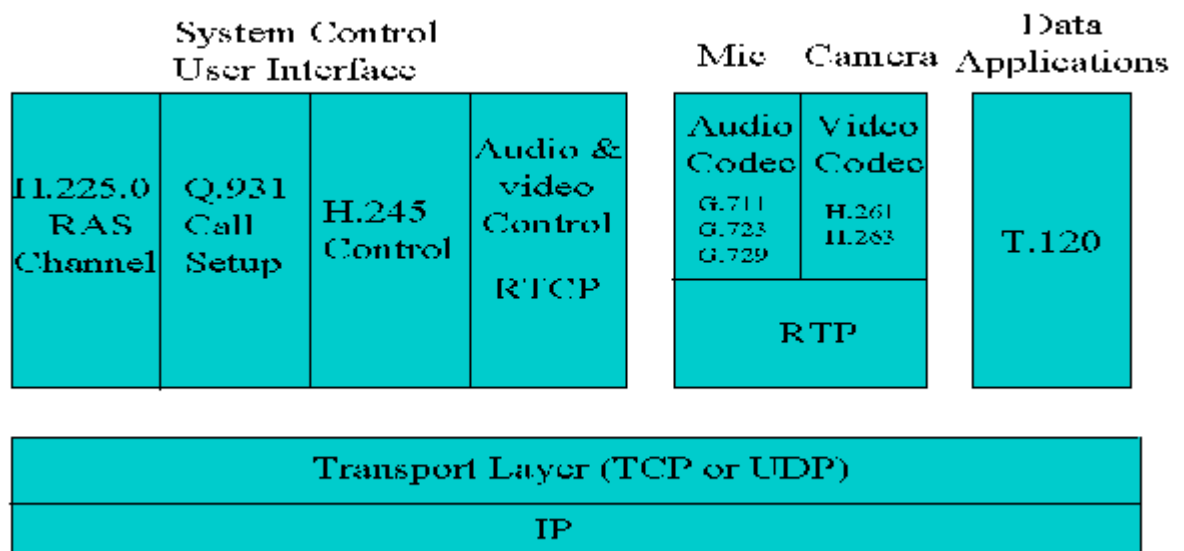 System Control
User Interface
Mic
Camera
Data
Applications
H.225.0
RAS
Channel
Q.931
Call
Setup
H.245
Control
Audio &
video
Control
RTCP
Audio
Codec
G.711
G.723
G.729
Video
Codec
H.261
H.263
RTP
T.120
Transport Layer (TCP or UDP)
IP